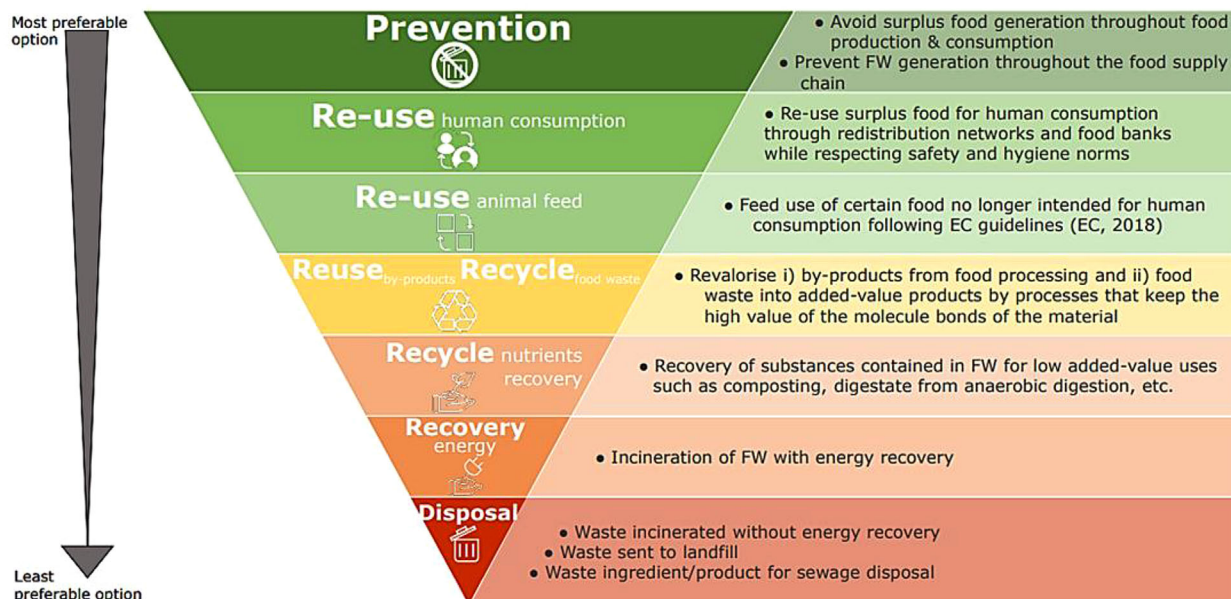 Most preferable
option
Prevention
● Avoid surplus food generation throughout food
production & consumption
● Prevent FW generation throughout the food supply
chain
Re-use human consumption
● Re-use surplus food for human consumption
through redistribution networks and food banks
while respecting safety and hygiene norms
Re-use animal feed
● Feed use of certain food no longer intended for human
consumption following EC guidelines (EC, 2018)
Reuse by-products Recycle food waste
● Revalorise i) by-products from food processing and ii) food
waste into added-value products by processes that keep the
high value of the molecule bonds of the material
Recycle nutrients
recovery
● Recovery of substances contained in FW for low added-value uses
such as composting, digestate from anaerobic digestion, etc.
Recovery
energy
● Incineration of FW with energy recovery
Disposal
● Waste incinerated without energy recovery
● Waste sent to landfill
● Waste ingredient/product for sewage disposal
Least
preferable option